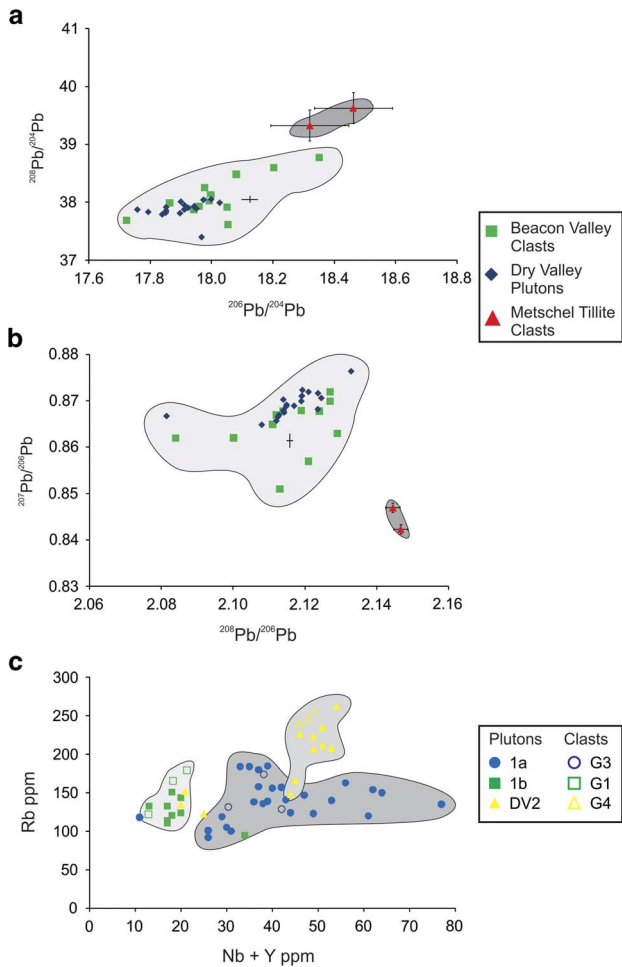 a
41
40
39
38
37
²⁰⁸Pb/²⁰⁴Pb
17.6 17.8 18.0 18.2 18.4 18.6 18.8
²⁰⁶Pb/²⁰⁴Pb
Beacon Valley
Clasts
Dry Valley
Plutons
Metschel Tillite
Clasts
b
0.88
0.87
0.86
0.85
0.84
0.83
²⁰⁷Pb/²⁰⁶Pb
2.06 2.08 2.10 2.12 2.14 2.16
²⁰⁸Pb/²⁰⁶Pb
c
300
250
200
150
100
50
0
Rb ppm
0 10 20 30 40 50 60 70 80
Nb + Y ppm
Plutons Clasts
1a G3
1b G1
DV2 G4